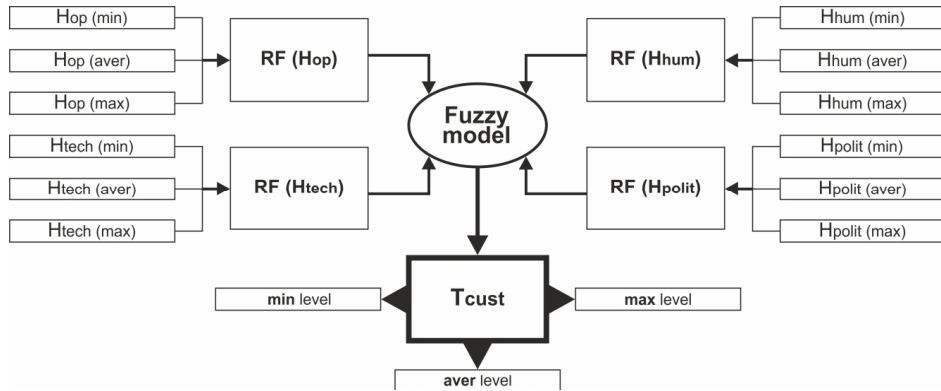 Hop (min)
Hop (aver)
Hop (max)
RF (Hop)
Htech (min)
Htech (aver)
Htech (max)
RF (Htech)
Fuzzy
model
RF (Hhum)
Hhum (min)
Hhum (aver)
Hhum (max)
RF (Hpolit)
Hpolit (min)
Hpolit (aver)
Hpolit (max)
Tcust
min level
max level
aver level